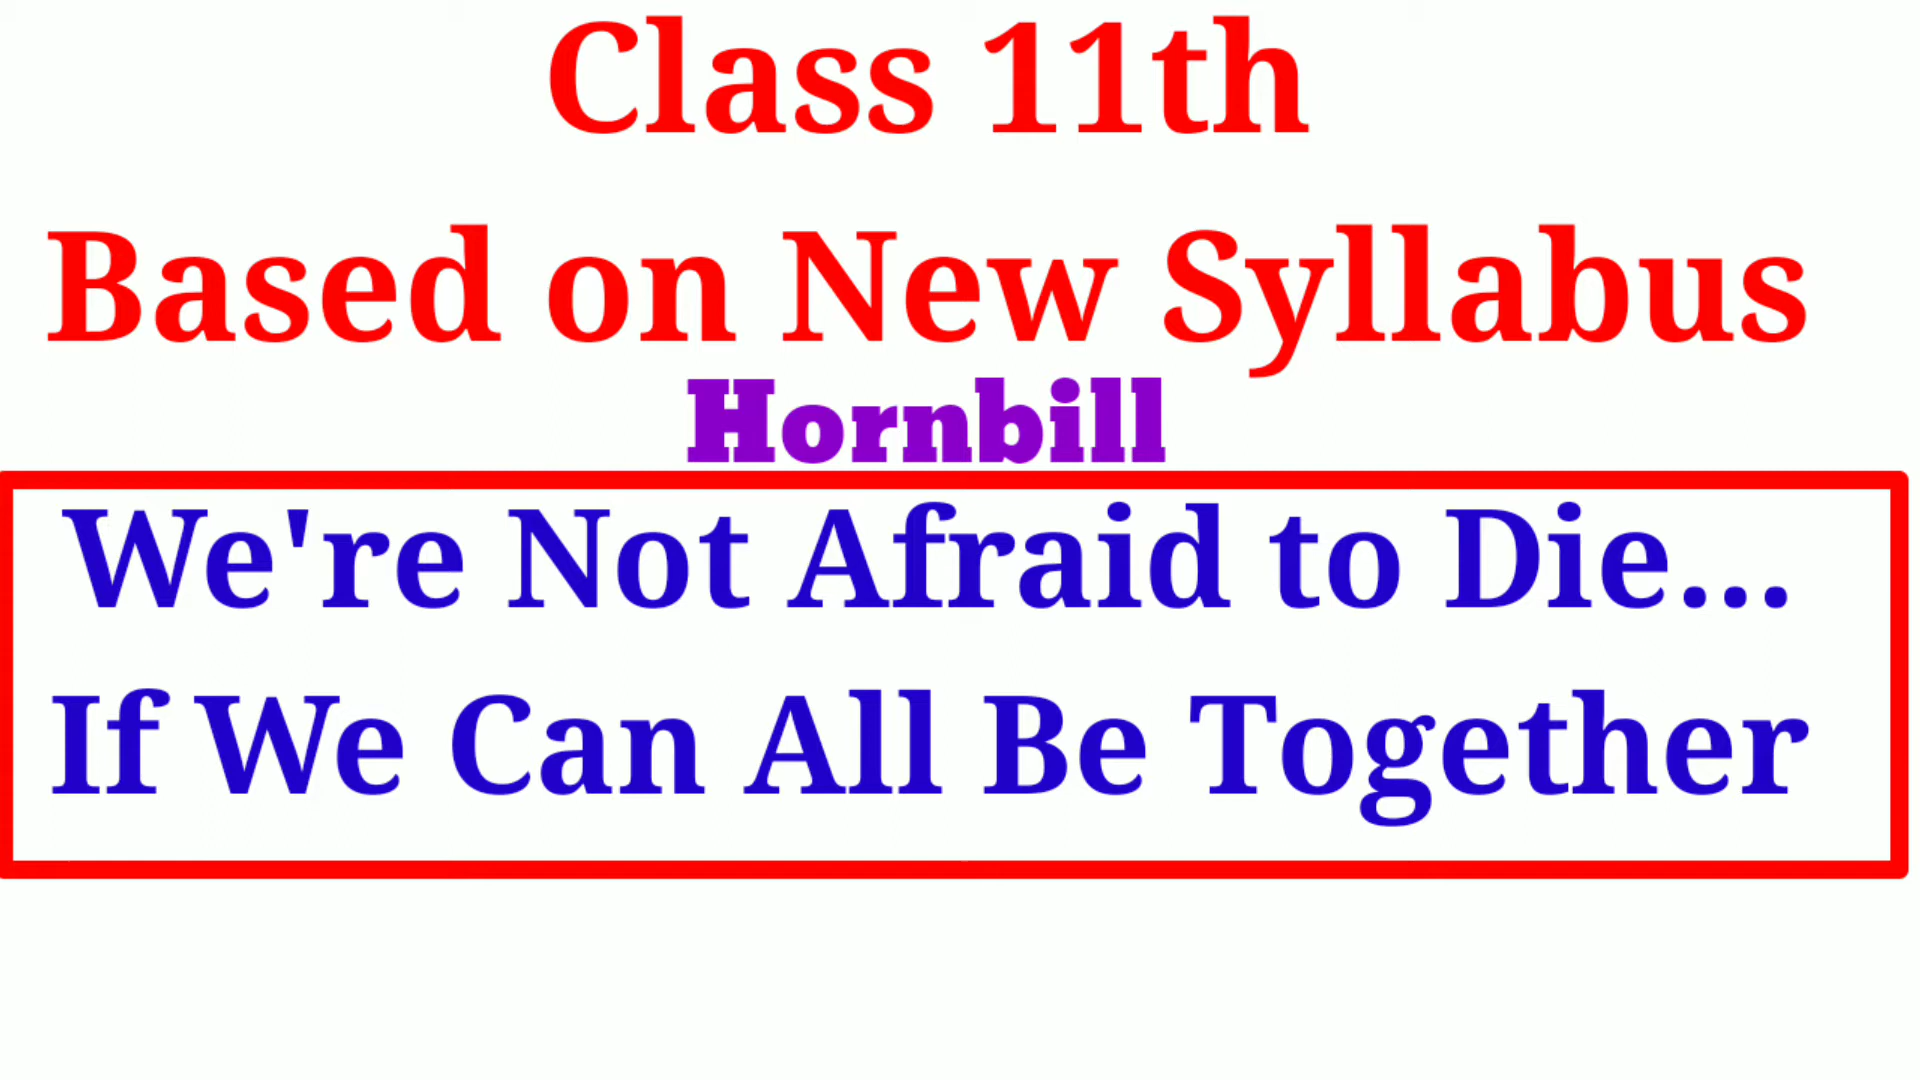 Class 11th
Based on New Syllabus
Hornbill
We're Not Afraid to Die...
If We Can All Be Together